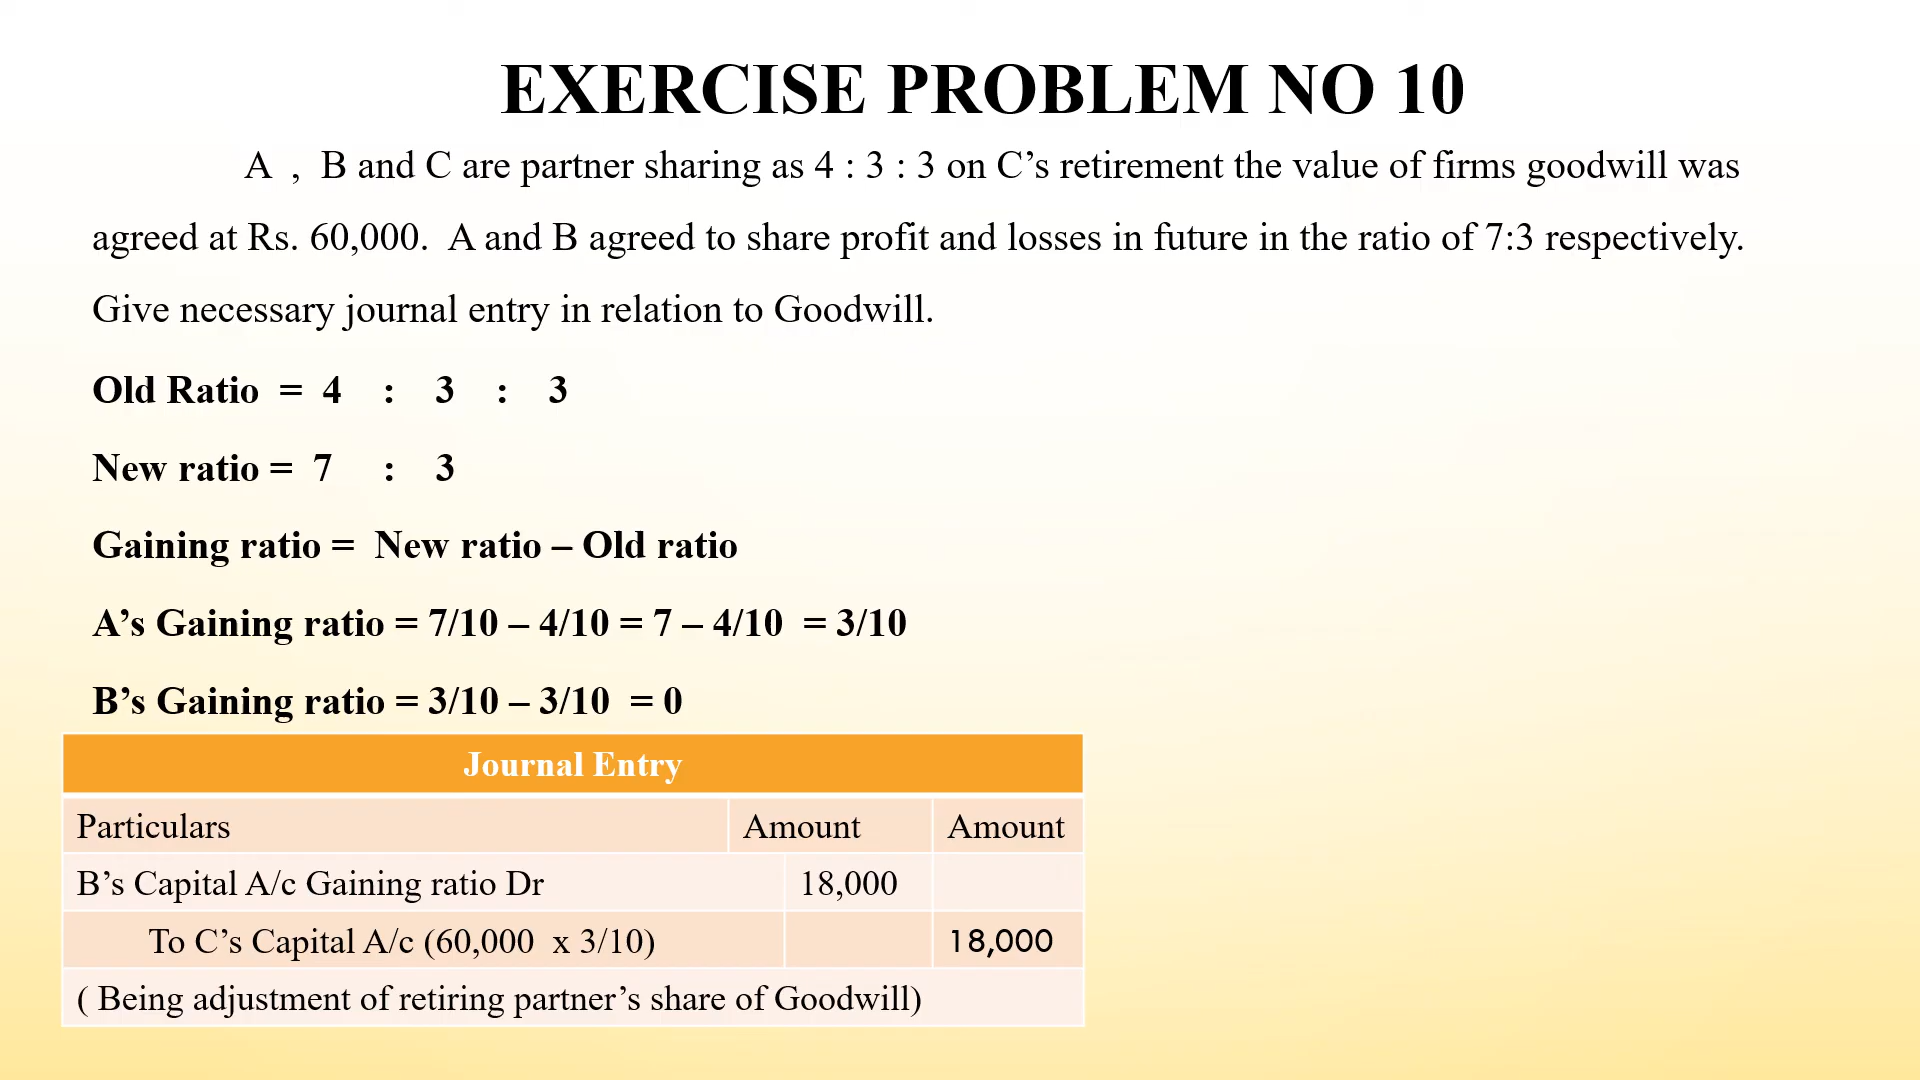 EXERCISE PROBLEM NO 10
A , B and C are partner sharing as 4 : 3 : 3 on C’s retirement the value of firms goodwill was
agreed at Rs. 60,000. A and B agreed to share profit and losses in future in the ratio of 7:3 respectively.
Give necessary journal entry in relation to Goodwill.
Old Ratio = 4 : 3 : 3
New ratio = 7 : 3
Gaining ratio = New ratio – Old ratio
A’s Gaining ratio = 7/10 – 4/10 = 7 – 4/10 = 3/10
B’s Gaining ratio = 3/10 – 3/10 = 0
Journal Entry
Particulars Amount Amount
B’s Capital A/c Gaining ratio Dr 18,000
To C’s Capital A/c (60,000 x 3/10) 18,000
( Being adjustment of retiring partner’s share of Goodwill)